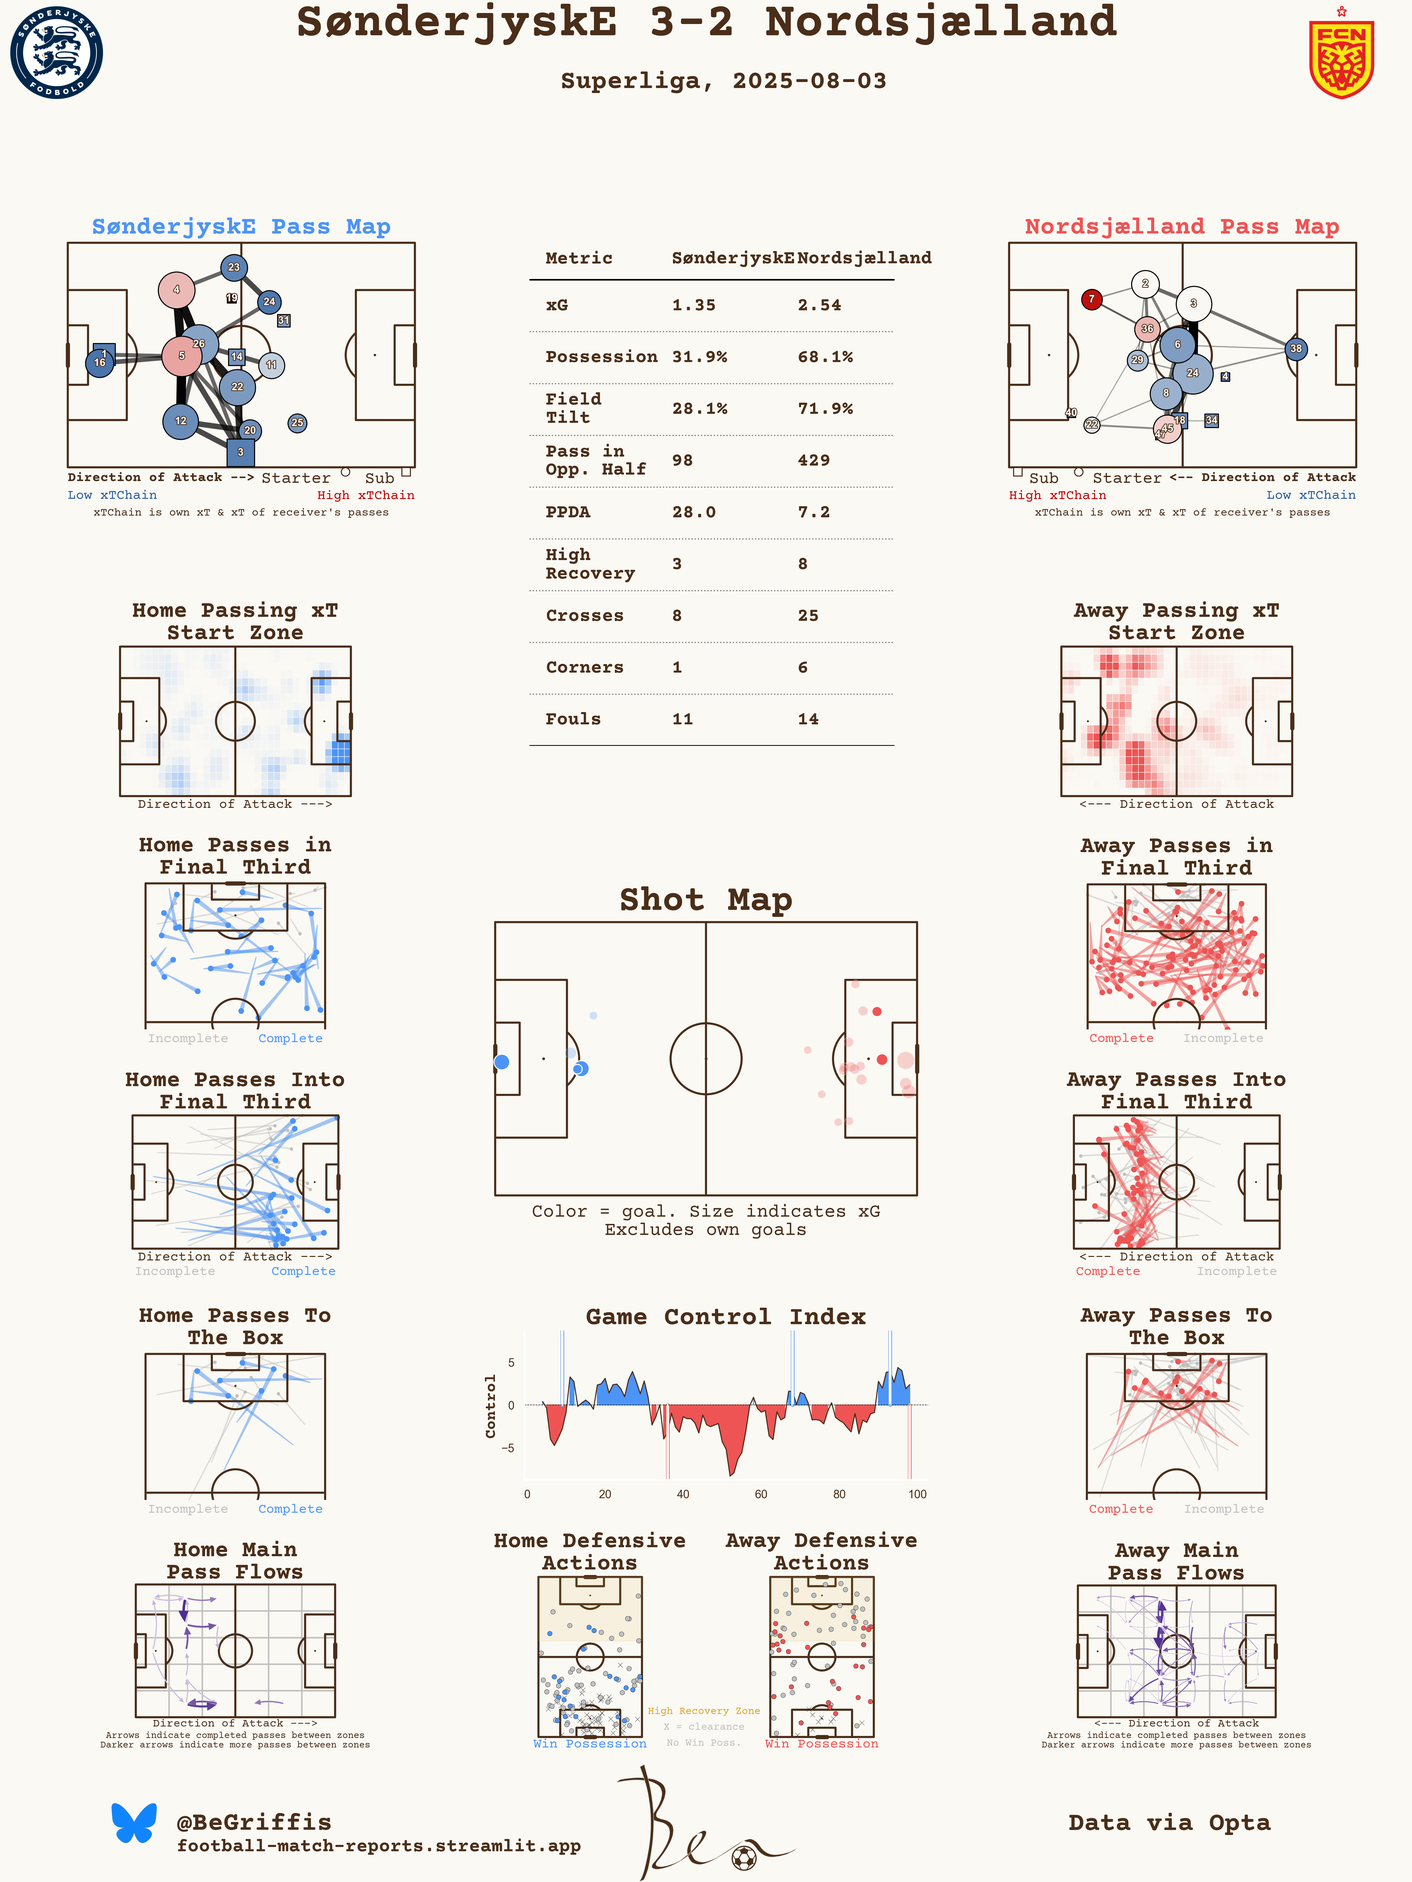 SønderjyskE 3-2 Nordsjælland
Superliga, 2025-08-03
SØNDERJYSKE
FODBOLD
FCN
SønderjyskE Pass Map
23
4
19
24
31
26
1
5
14
11
16
22
12
20
25
3
Direction of Attack --> Starter Sub
Low xTChain High xTChain
xTChain is own xT & xT of receiver's passes
Metric SønderjyskE Nordsjælland
xG 1.35 2.54
Possession 31.9% 68.1%
Field
Tilt 28.1% 71.9%
Pass in
Opp. Half 98 429
PPDA 28.0 7.2
High
Recovery 3 8
Crosses 8 25
Corners 1 6
Fouls 11 14
Nordsjælland Pass Map
2
7
3
36
6
38
29
24
4
8
40
22
18
34
45
Sub Starter <-- Direction of Attack
High xTChain Low xTChain
xTChain is own xT & xT of receiver's passes
Home Passing xT
Start Zone
Direction of Attack --->
Away Passing xT
Start Zone
<--- Direction of Attack
Home Passes in
Final Third
Incomplete Complete
Away Passes in
Final Third
Complete Incomplete
Shot Map
Color = goal. Size indicates xG
Excludes own goals
Home Passes Into
Final Third
Direction of Attack --->
Incomplete Complete
Away Passes Into
Final Third
<--- Direction of Attack
Complete Incomplete
Home Passes To
The Box
Incomplete Complete
Game Control Index
Control
5
0
−5
0 20 40 60 80 100
Away Passes To
The Box
Complete Incomplete
Home Main
Pass Flows
Direction of Attack --->
Arrows indicate completed passes between zones
Darker arrows indicate more passes between zones
Home Defensive
Actions
Win Possession
Away Defensive
Actions
Win Possession
High Recovery Zone
X = clearance
No Win Poss.
Away Main
Pass Flows
<--- Direction of Attack
Arrows indicate completed passes between zones
Darker arrows indicate more passes between zones
@BeGriffis
football-match-reports.streamlit.app
Ben
Data via Opta